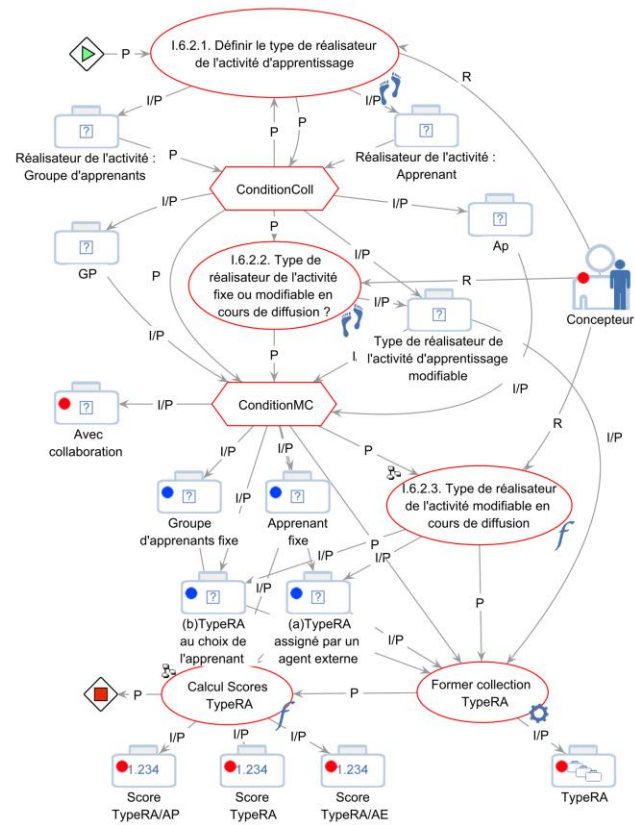 P
I.6.2.1. Définir le type de réalisateur
de l'activité d'apprentissage
R
I/P
I/P
P
P
?
?
Réalisateur de l'activité :
Groupe d'apprenants
P
P
Réalisateur de l'activité :
Apprenant
ConditionColl
I/P
I/P
?
?
GP
Ap
P
P
I/P
I.6.2.2. Type de
réalisateur de l'activité
fixe ou modifiable en
cours de diffusion ?
R
I/P
?
Concepteur
I/P
Type de réalisateur de
l'activité d'apprentissage
modifiable
P
I.
I/P
I/P
ConditionMC
I/P
?
Avec
collaboration
R
P
I/P
I/P
I/P
I/P
?
?
Groupe
d'apprenants fixe
Apprenant
fixe
I.6.2.3. Type de réalisateur
de l'activité modifiable en
cours de diffusion
f
P
I/P
I/P
I/P
?
?
P
(b)TypeRA
au choix de
l'apprenant
(a)TypeRA
assigné par un
agent externe
I/P
Calcul Scores
TypeRA
f
P
P
Former collection
TypeRA
I/P
I/P
I/P
I/P
1.234
1.234
1.234
Score
TypeRA/AP
Score
TypeRA
Score
TypeRA/AE
TypeRA